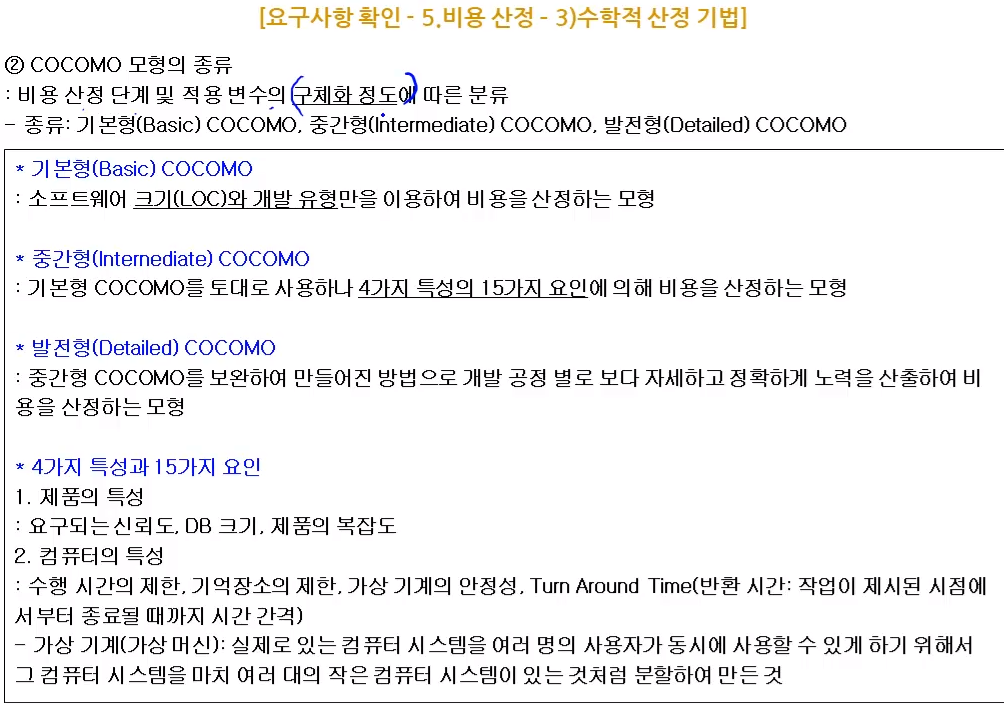 [요구사항 확인 - 5.비용 산정 - 3)수학적 산정 기법]
② COCOMO 모형의 종류
: 비용 산정 단계 및 적용 변수의 구체화 정도에 따른 분류
- 종류: 기본형(Basic) COCOMO, 중간형(Intermediate) COCOMO, 발전형(Detailed) COCOMO
* 기본형(Basic) COCOMO
: 소프트웨어 크기(LOC)와 개발 유형만을 이용하여 비용을 산정하는 모형
* 중간형(Internediate) COCOMO
: 기본형 COCOMO를 토대로 사용하나 4가지 특성의 15가지 요인에 의해 비용을 산정하는 모형
* 발전형(Detailed) COCOMO
: 중간형 COCOMO를 보완하여 만들어진 방법으로 개발 공정 별로 보다 자세하고 정확하게 노력을 산출하여 비
용을 산정하는 모형
* 4가지 특성과 15가지 요인
1. 제품의 특성
: 요구되는 신뢰도, DB 크기, 제품의 복잡도
2. 컴퓨터의 특성
: 수행 시간의 제한, 기억장소의 제한, 가상 기계의 안정성, Turn Around Time(반환 시간: 작업이 제시된 시점에
서부터 종료될 때까지 시간 간격)
- 가상 기계(가상 머신): 실제로 있는 컴퓨터 시스템을 여러 명의 사용자가 동시에 사용할 수 있게 하기 위해서
그 컴퓨터 시스템을 마치 여러 대의 작은 컴퓨터 시스템이 있는 것처럼 분할하여 만든 것